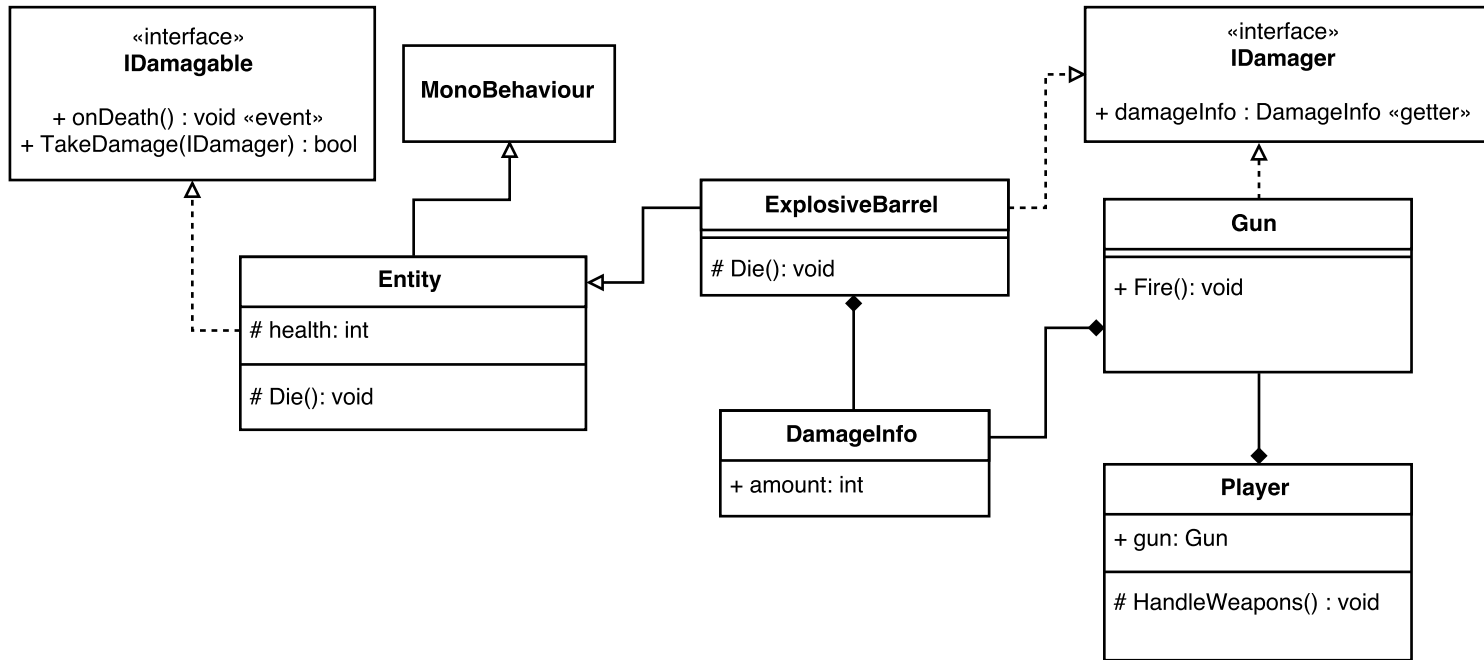 «interface»
IDamagable
+ onDeath() : void «event»
+ TakeDamage(IDamager) : bool
MonoBehaviour
«interface»
IDamager
+ damageInfo : DamageInfo «getter»
ExplosiveBarrel
# Die(): void
Gun
+ Fire(): void
Entity
# health: int
# Die(): void
DamageInfo
+ amount: int
Player
+ gun: Gun
# HandleWeapons() : void